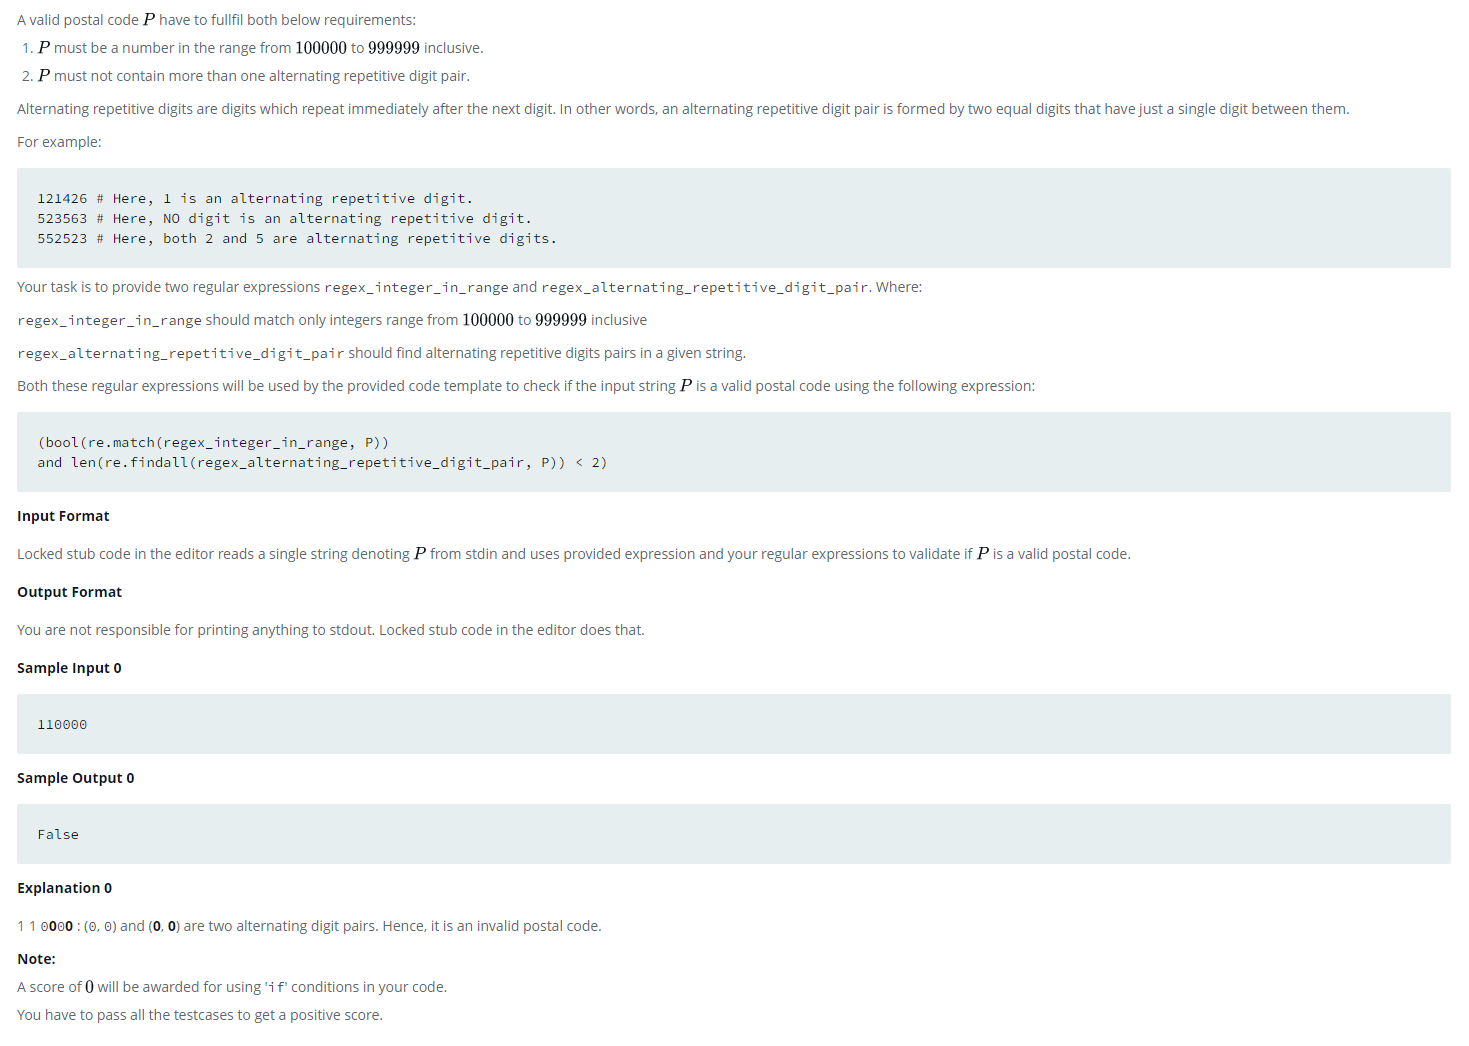 A valid postal code P have to fullfil both below requirements:
1. P must be a number in the range from 100000 to 999999 inclusive.
2. P must not contain more than one alternating repetitive digit pair.
Alternating repetitive digits are digits which repeat immediately after the next digit. In other words, an alternating repetitive digit pair is formed by two equal digits that have just a single digit between them.
For example:
121426 # Here, 1 is an alternating repetitive digit.
523563 # Here, NO digit is an alternating repetitive digit.
552523 # Here, both 2 and 5 are alternating repetitive digits.
Your task is to provide two regular expressions regex_integer_in_range and regex_alternating_repetitive_digit_pair. Where:
regex_integer_in_range should match only integers range from 100000 to 999999 inclusive
regex_alternating_repetitive_digit_pair should find alternating repetitive digits pairs in a given string.
Both these regular expressions will be used by the provided code template to check if the input string P is a valid postal code using the following expression:
(bool(re.match(regex_integer_in_range, P))
and len(re.findall(regex_alternating_repetitive_digit_pair, P)) < 2)
Input Format
Locked stub code in the editor reads a single string denoting P from stdin and uses provided expression and your regular expressions to validate if P is a valid postal code.
Output Format
You are not responsible for printing anything to stdout. Locked stub code in the editor does that.
Sample Input 0
110000
Sample Output 0
False
Explanation 0
1 1 0000 : (0, 0) and (0, 0) are two alternating digit pairs. Hence, it is an invalid postal code.
Note:
A score of 0 will be awarded for using 'if' conditions in your code.
You have to pass all the testcases to get a positive score.